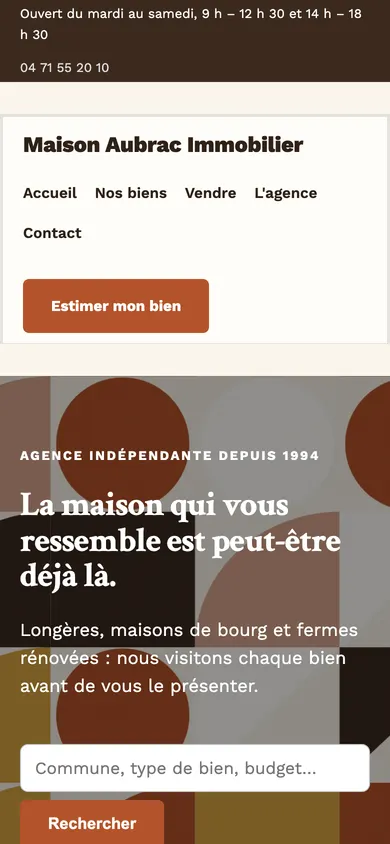 Ouvert du mardi au samedi, 9 h – 12 h 30 et 14 h – 18
h 30
04 71 55 20 10
Maison Aubrac Immobilier
Accueil Nos biens Vendre L'agence
Contact
Estimer mon bien
AGENCE INDÉPENDANTE DEPUIS 1994
La maison qui vous
ressemble est peut-être
déjà là.
Longères, maisons de bourg et fermes
rénovées : nous visitons chaque bien
avant de vous le présenter.
Commune, type de bien, budget...
Rechercher